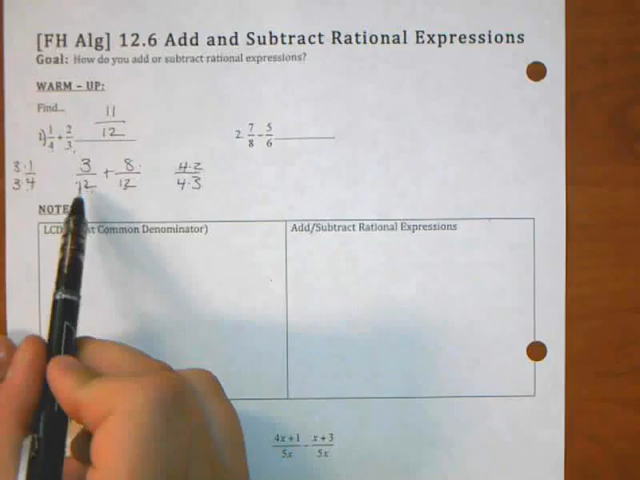 [FH Alg] 12.6 Add and Subtract Rational Expressions
Goal: How do you add or subtract rational expressions?
WARM – UP:
Find...
1) 1/4 + 2/3 11/12
2. 7/8 – 5/6
3·1/3·4 3/12 + 8/12 4·2/4·3
NOTE
LCD st Common Denominator) Add/Subtract Rational Expressions
4x+1/5x - x+3/5x